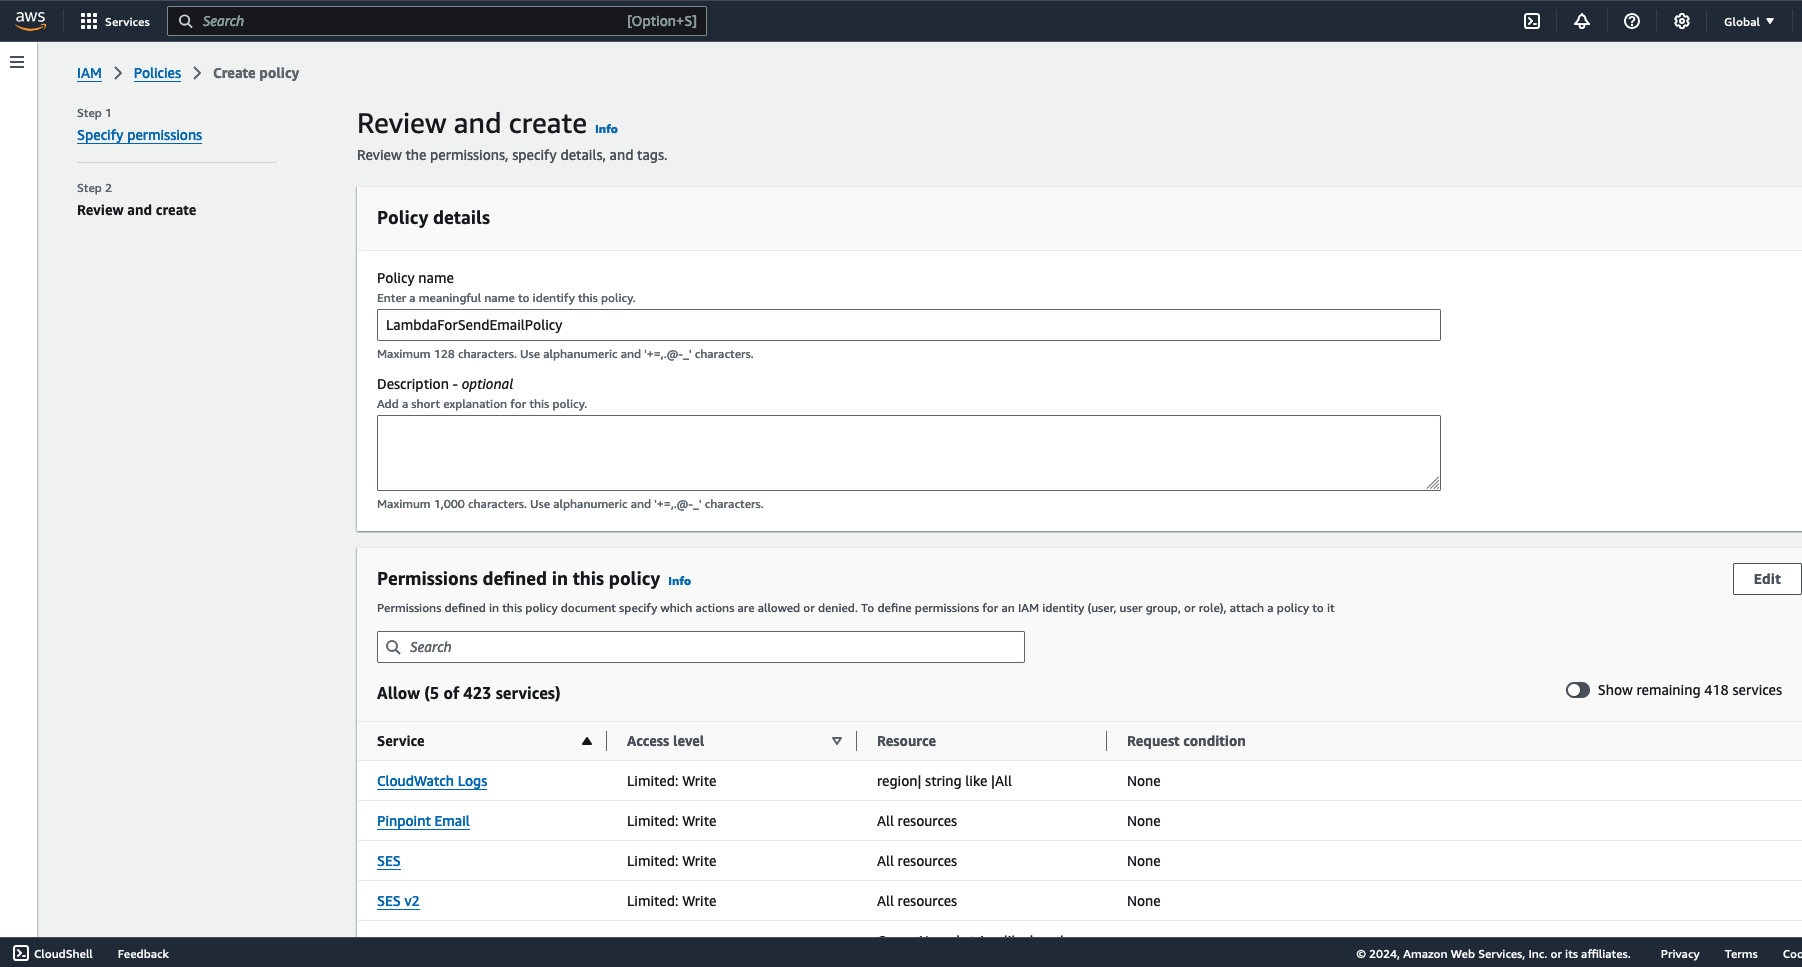 aws
Services
Search
[Option+S]
Global
IAM
Policies
Create policy
Step 1
Specify permissions
Step 2
Review and create
Review and create Info
Review the permissions, specify details, and tags.
Policy details
Policy name
Enter a meaningful name to identify this policy.
LambdaForSendEmailPolicy
Maximum 128 characters. Use alphanumeric and '+=,.@-_' characters.
Description - optional
Add a short explanation for this policy.
Maximum 1,000 characters. Use alphanumeric and '+=,.@-_' characters.
Permissions defined in this policy Info
Edit
Permissions defined in this policy document specify which actions are allowed or denied. To define permissions for an IAM identity (user, user group, or role), attach a policy to it
Search
Allow (5 of 423 services)
Show remaining 418 services
Service Access level Resource Request condition
CloudWatch Logs Limited: Write region| string like |All None
Pinpoint Email Limited: Write All resources None
SES Limited: Write All resources None
SES v2 Limited: Write All resources None
CloudShell Feedback
© 2024, Amazon Web Services, Inc. or its affiliates. Privacy Terms